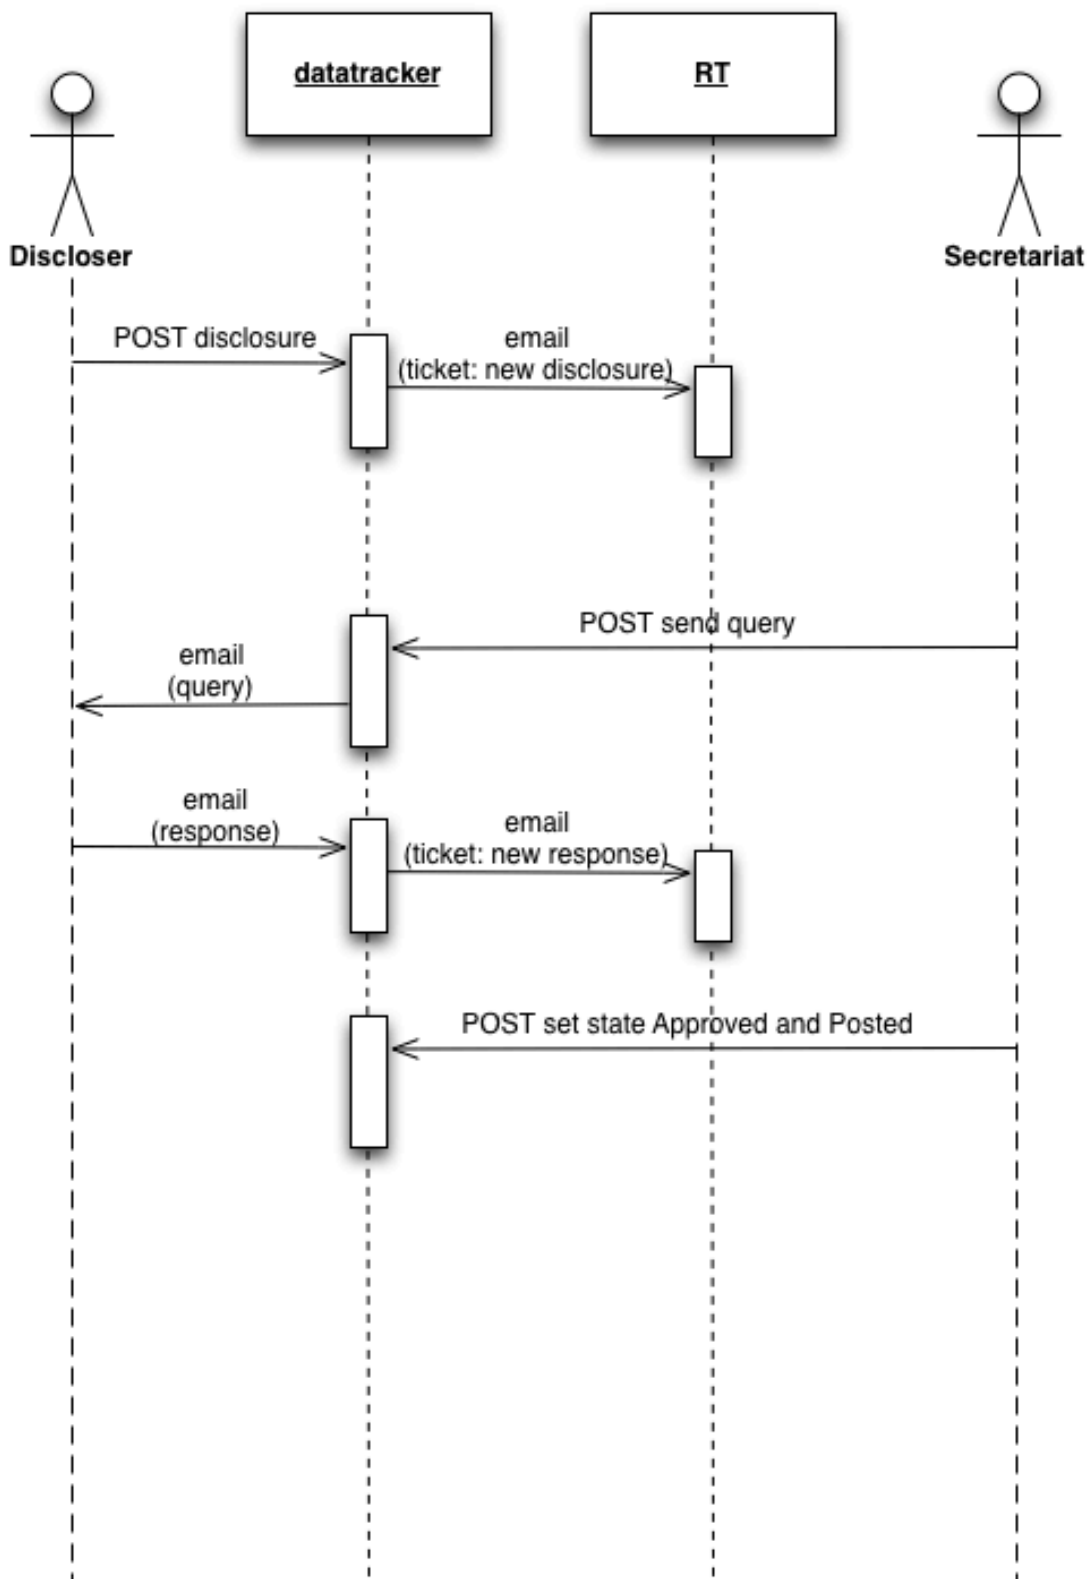 datatracker
RT
Discloser
Secretariat
POST disclosure
email
(ticket: new disclosure)
POST send query
email
(query)
email
(response)
email
(ticket: new response)
POST set state Approved and Posted